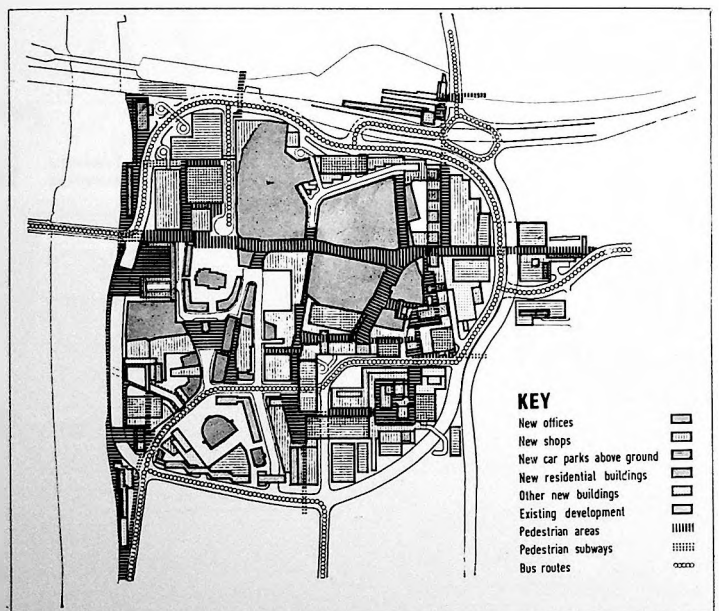 KEY
New offices
New shops
New car parks above ground
New residential buildings
Other new buildings
Existing development
Pedestrian areas
Pedestrian subways
Bus routes